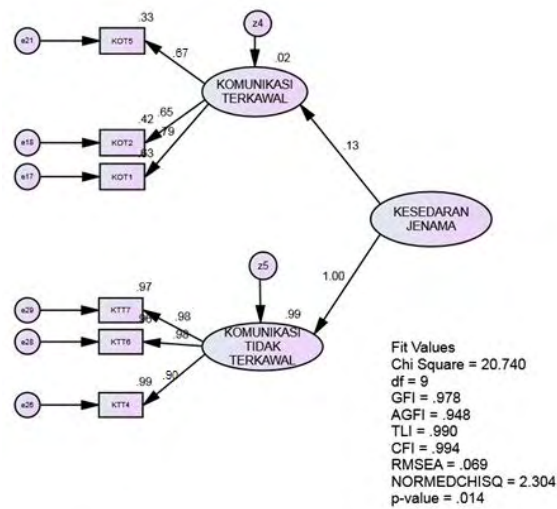 z4
.33
e21
KOT5
.67
.02
KOMUNIKASI
TERKAWAL
.65
.42
.79
e18
KOT2
.63
e17
KOT1
.13
KESEDARAN
JENAMA
z5
1.00
.97
.99
e29
KTT7
.98
KOMUNIKASI
TIDAK
TERKAWAL
e28
KTT6
.98
.90
.99
e26
KTT4
Fit Values
Chi Square = 20.740
df = 9
GFI = .978
AGFI = .948
TLI = .990
CFI = .994
RMSEA = .069
NORMEDCHISQ = 2.304
p-value = .014